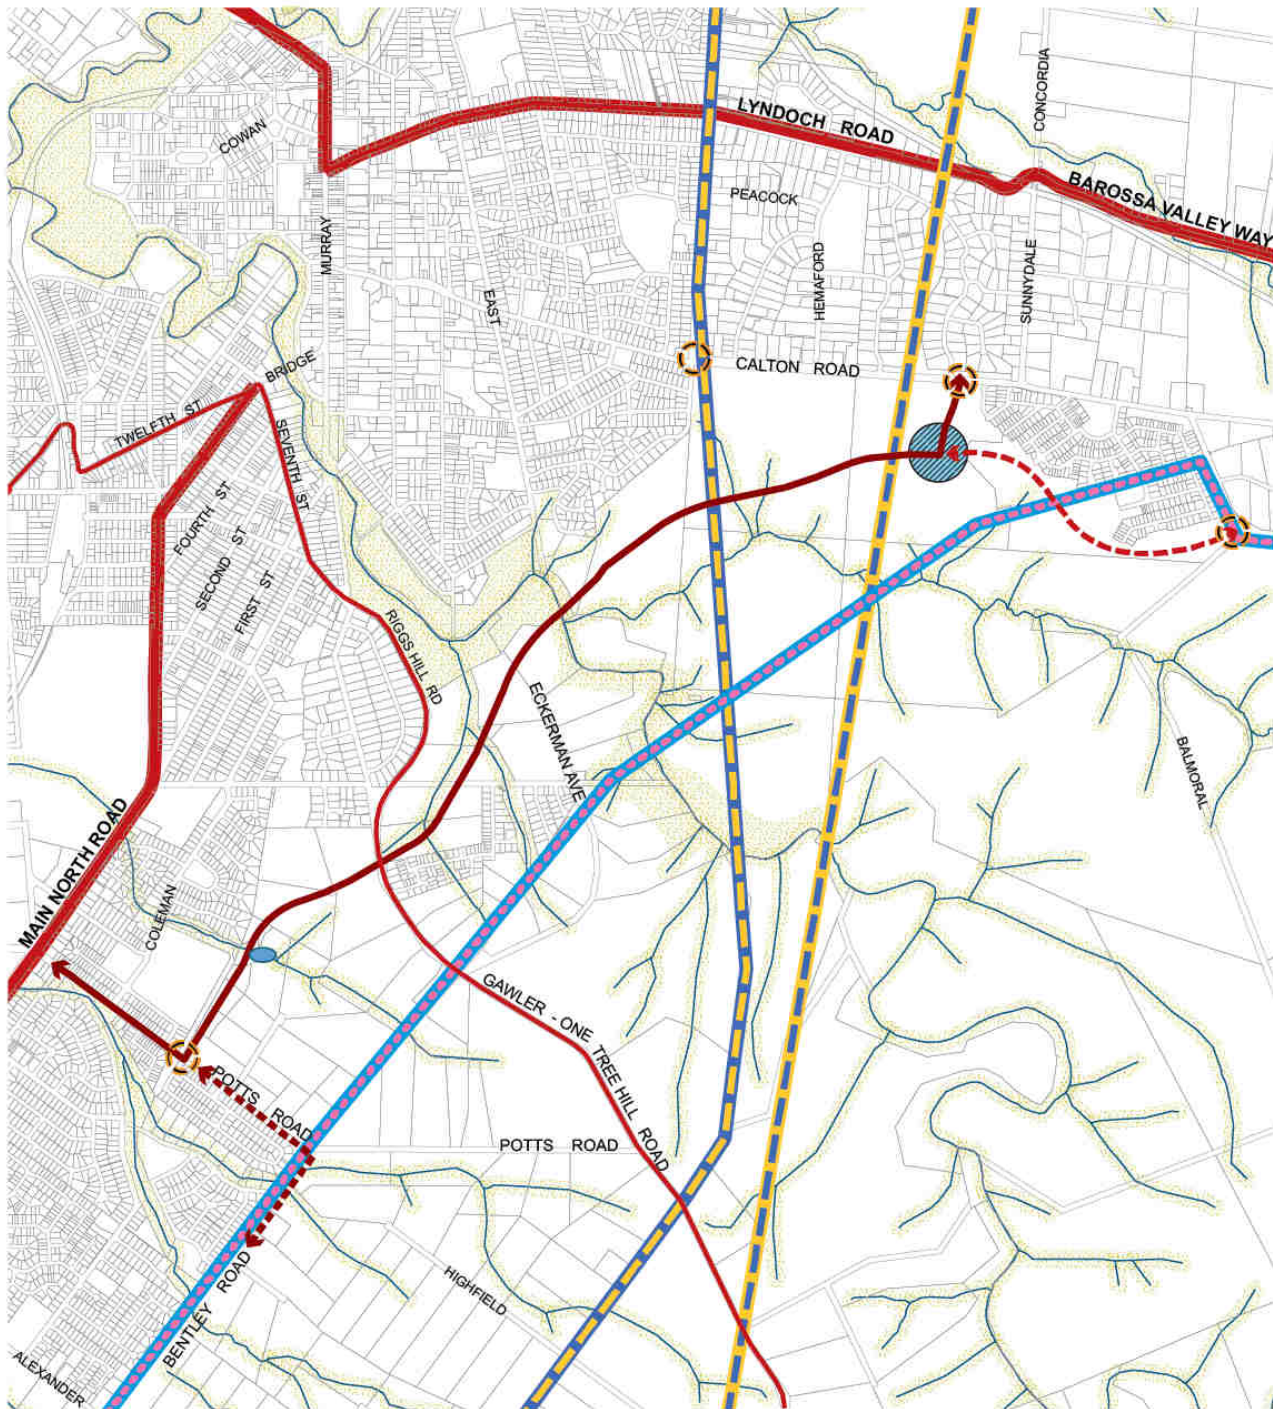 LYNDOCH ROAD
CONCORDIA
COWAN
BAROSSA VALLEY WAY
PEACOCK
MURRAY
HEMAFORD
SUNNYDALE
EAST
BRIDGE
CALTON ROAD
TWELFTH ST
SEVENTH ST
FOURTH ST
SECOND ST
FIRST ST
RIGGS HILL RD
ECKERMAN AVE
BALMORAL
MAIN NORTH ROAD
COLEMAN
GAWLER - ONE TREE HILL ROAD
POTTS ROAD
POTTS ROAD
BENTLEY ROAD
HIGHFIELD
ALEXANDER